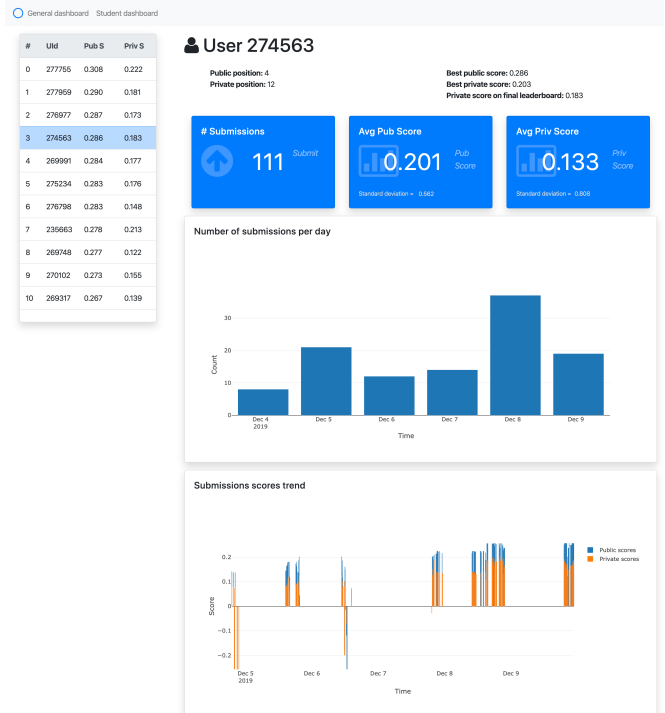 General dashboard Student dashboard
# UId Pub S Priv S
0 277755 0.308 0.222
1 277959 0.290 0.181
2 276977 0.287 0.173
3 274563 0.286 0.183
4 269991 0.284 0.177
5 275234 0.283 0.176
6 276798 0.283 0.148
7 235663 0.278 0.213
8 269748 0.277 0.122
9 270102 0.273 0.155
10 269317 0.267 0.139
User 274563
Public position: 4
Private position: 12
Best public score: 0.286
Best private score: 0.203
Private score on final leaderboard: 0.183
# Submissions
111 Submit
Avg Pub Score
0.201 Pub Score
Standard deviation = 0.562
Avg Priv Score
0.133 Priv Score
Standard deviation = 0.808
Number of submissions per day
Count
30
20
10
0
Dec 4 2019 Dec 5 Dec 6 Dec 7 Dec 8 Dec 9
Time
Submissions scores trend
Public scores
Private scores
Score
0.2
0.1
0
−0.1
−0.2
Dec 5 2019 Dec 6 Dec 7 Dec 8 Dec 9
Time